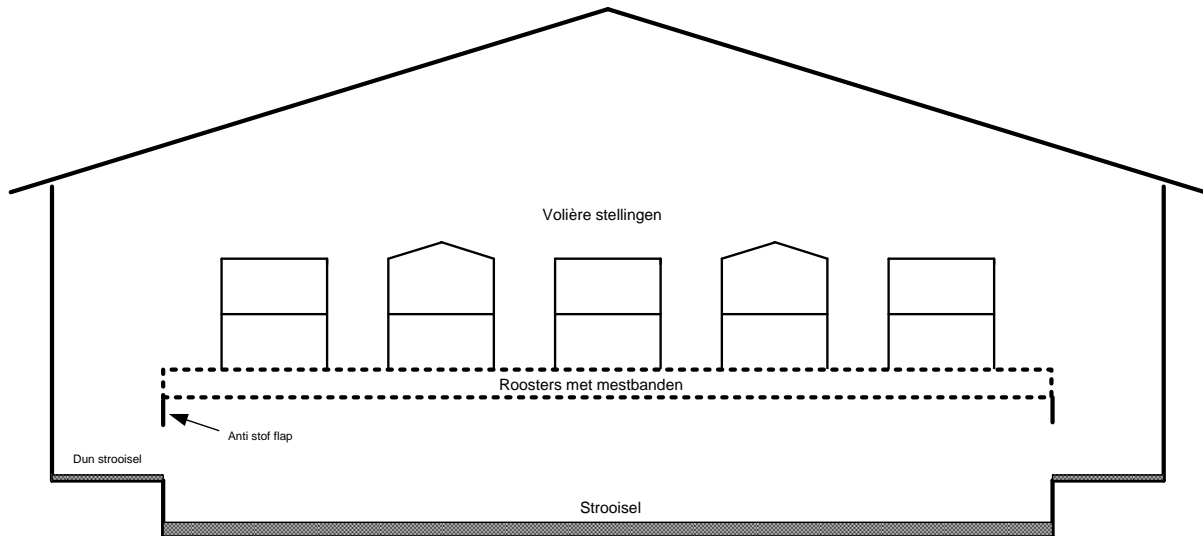 Volière stellingen
Roosters met mestbanden
Anti stof flap
Dun strooisel
Strooisel